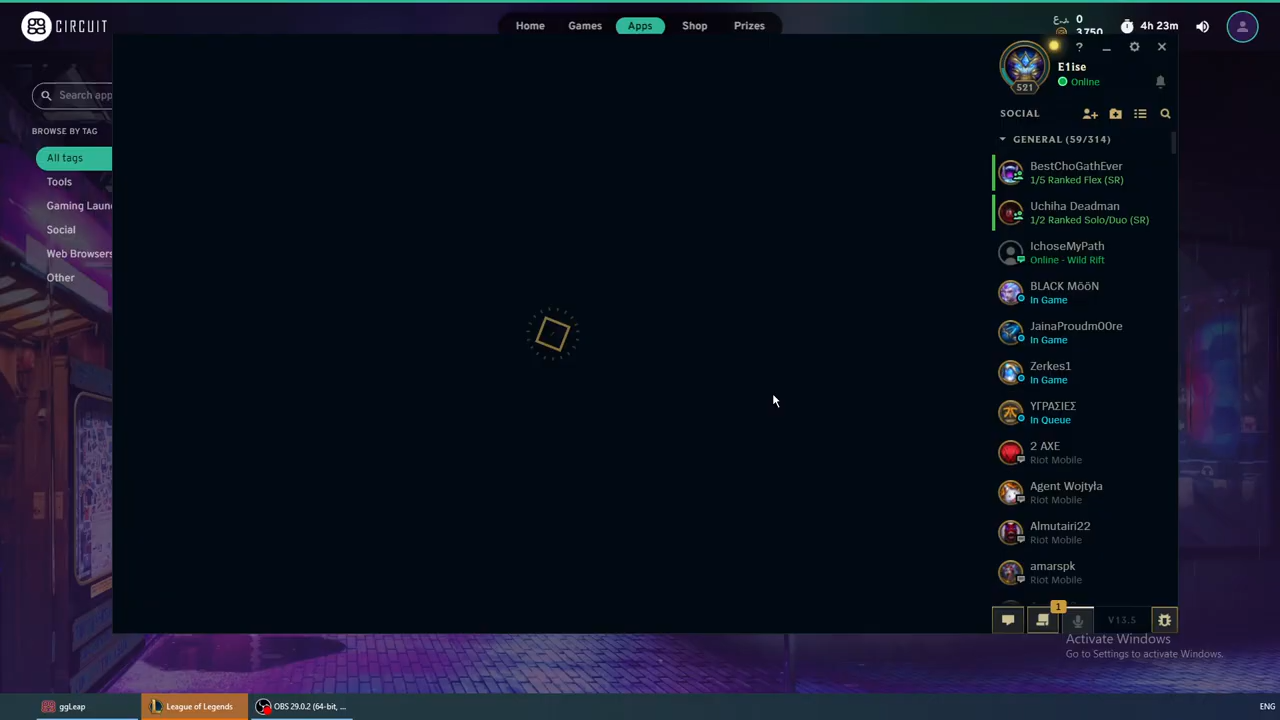 CIRCUIT
Home
Games
Apps
Shop
Prizes
0
3750
4h 23m
Search app
BROWSE BY TAG
All tags
Tools
Gaming Laun
Social
Web Browsers
Other
?
521
E1ise
Online
SOCIAL
GENERAL (59/314)
BestChoGathEver
1/5 Ranked Flex (SR)
Uchiha Deadman
1/2 Ranked Solo/Duo (SR)
IchoseMyPath
Online - Wild Rift
BLACK MööN
In Game
JainaProudm00re
In Game
Zerkes1
In Game
ΥΓΡΑΣΙΕΣ
In Queue
2 AXE
Riot Mobile
Agent Wojtyła
Riot Mobile
Almutairi22
Riot Mobile
amarspk
Riot Mobile
1
V13.5
Activate Windows
Go to Settings to activate Windows.
ggLeap
League of Legends
OBS 29.0.2 (64-bit, ...
ENG